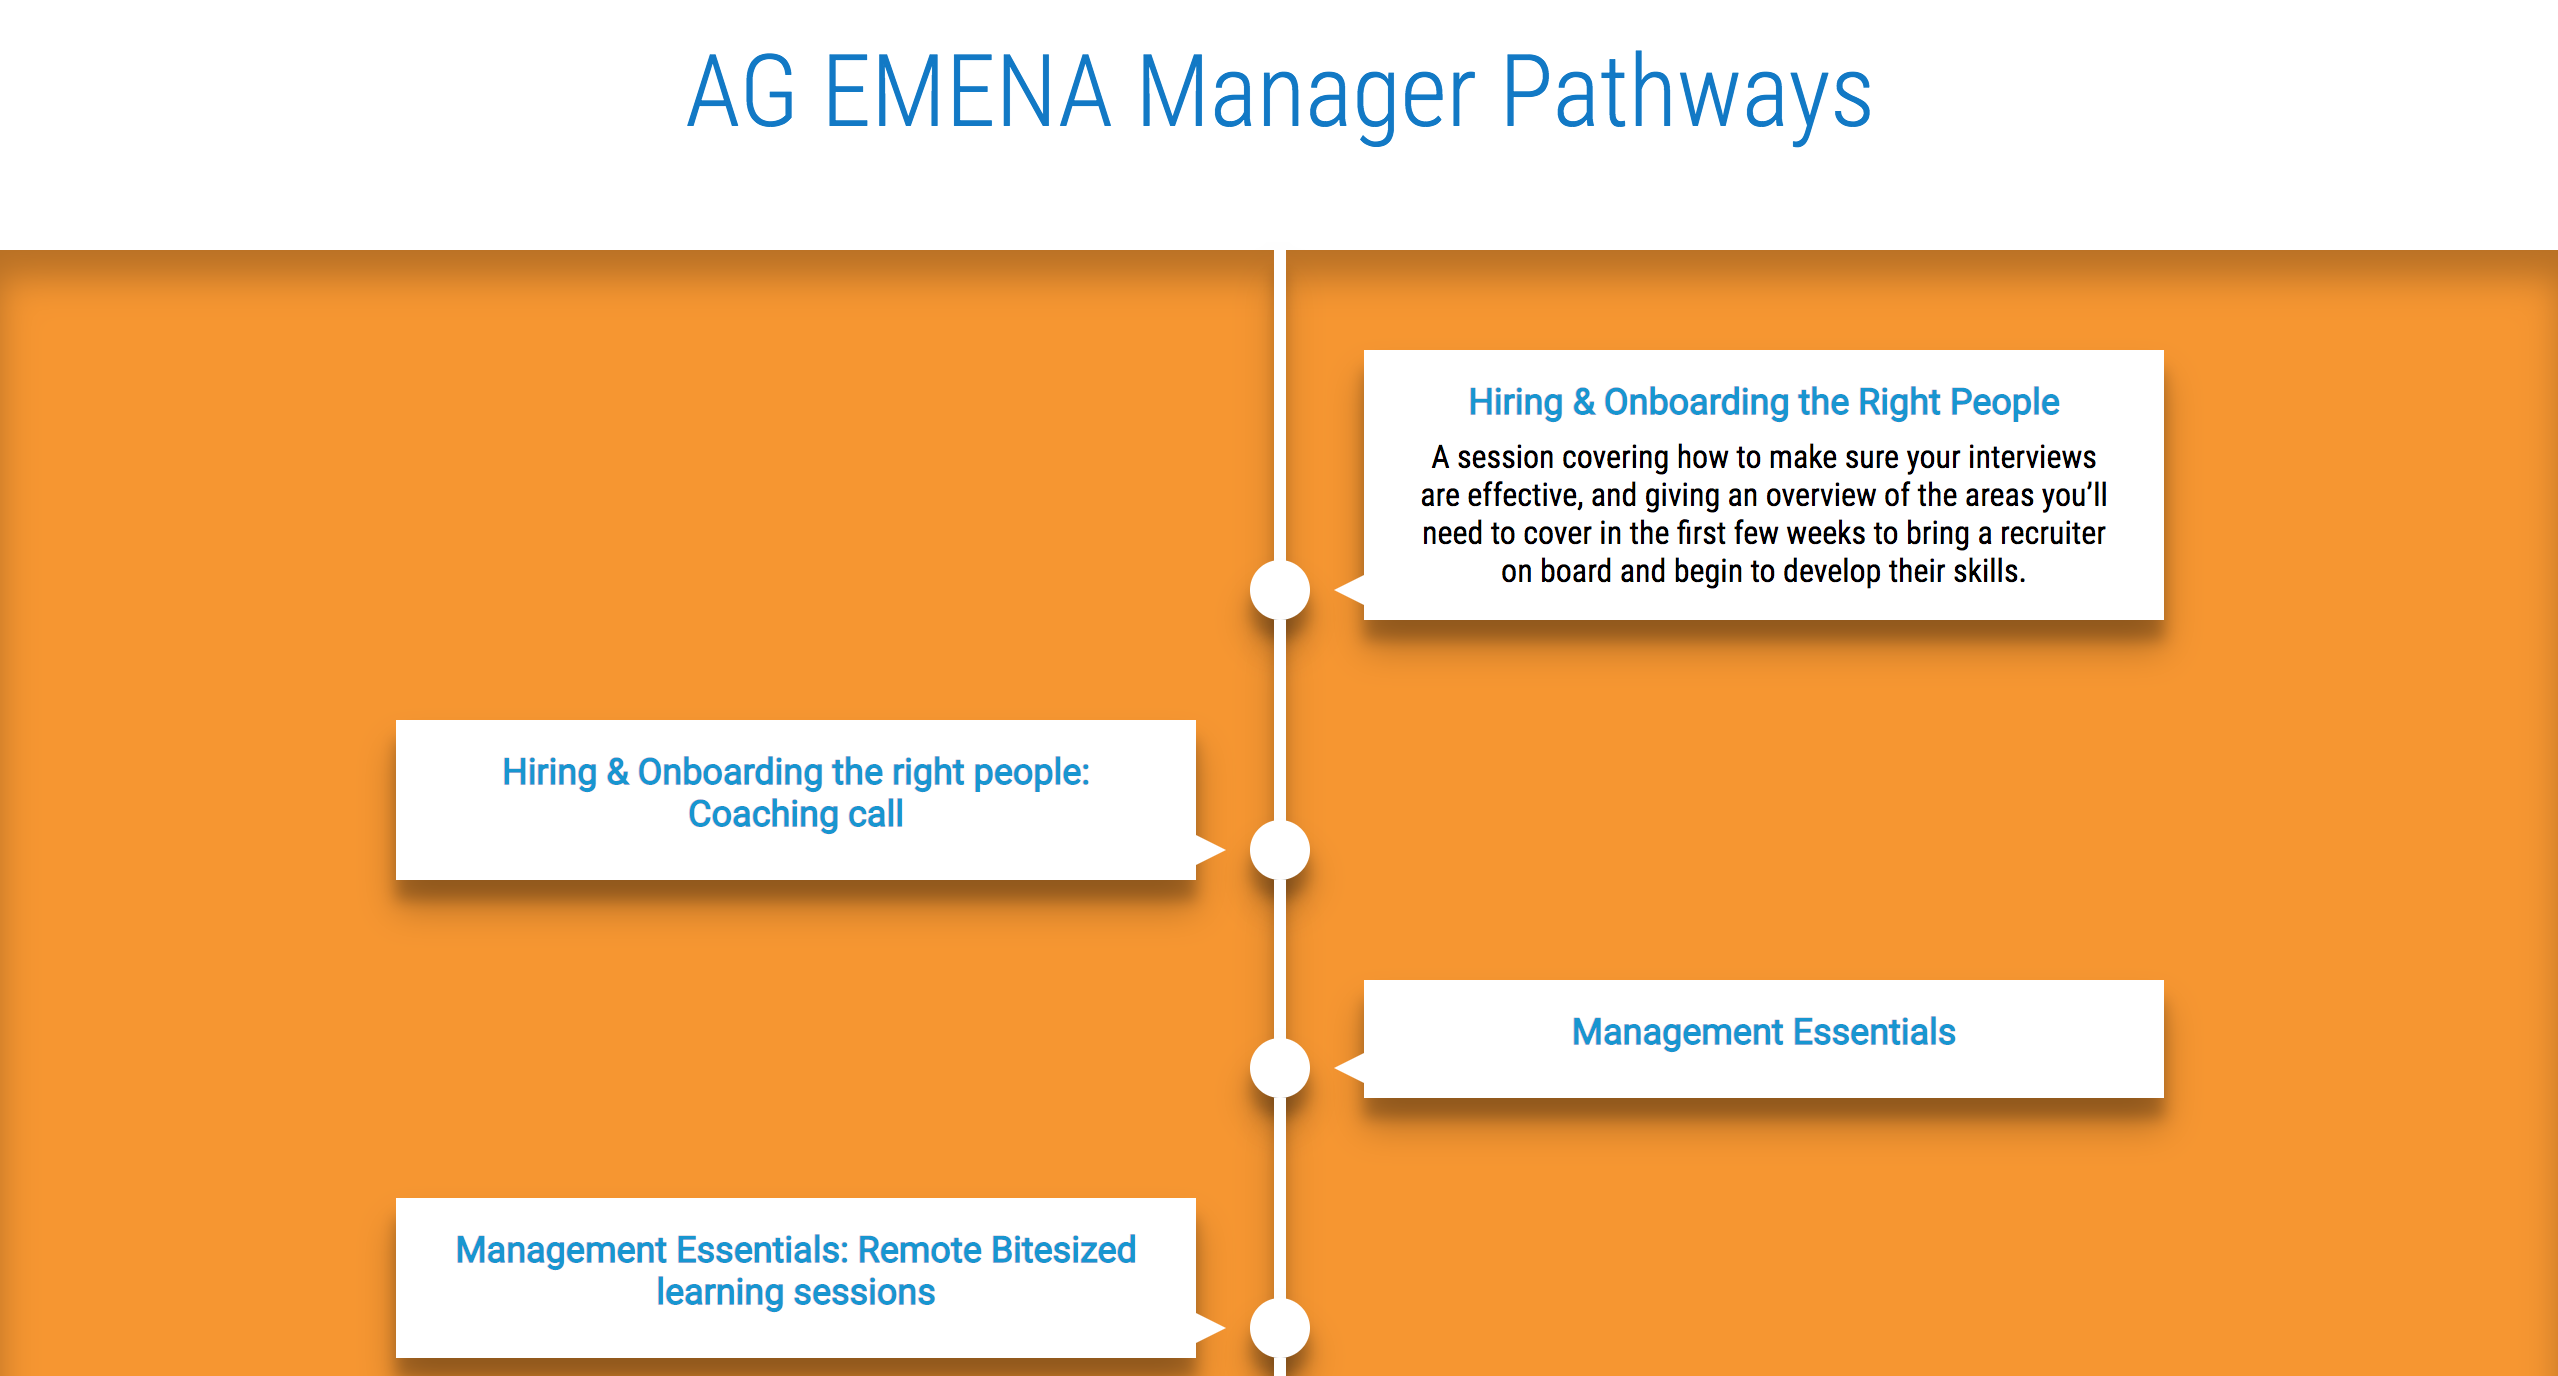 AG EMENA Manager Pathways
Hiring & Onboarding the Right People
A session covering how to make sure your interviews
are effective, and giving an overview of the areas you’ll
need to cover in the first few weeks to bring a recruiter
on board and begin to develop their skills.
Hiring & Onboarding the right people:
Coaching call
Management Essentials
Management Essentials: Remote Bitesized
learning sessions